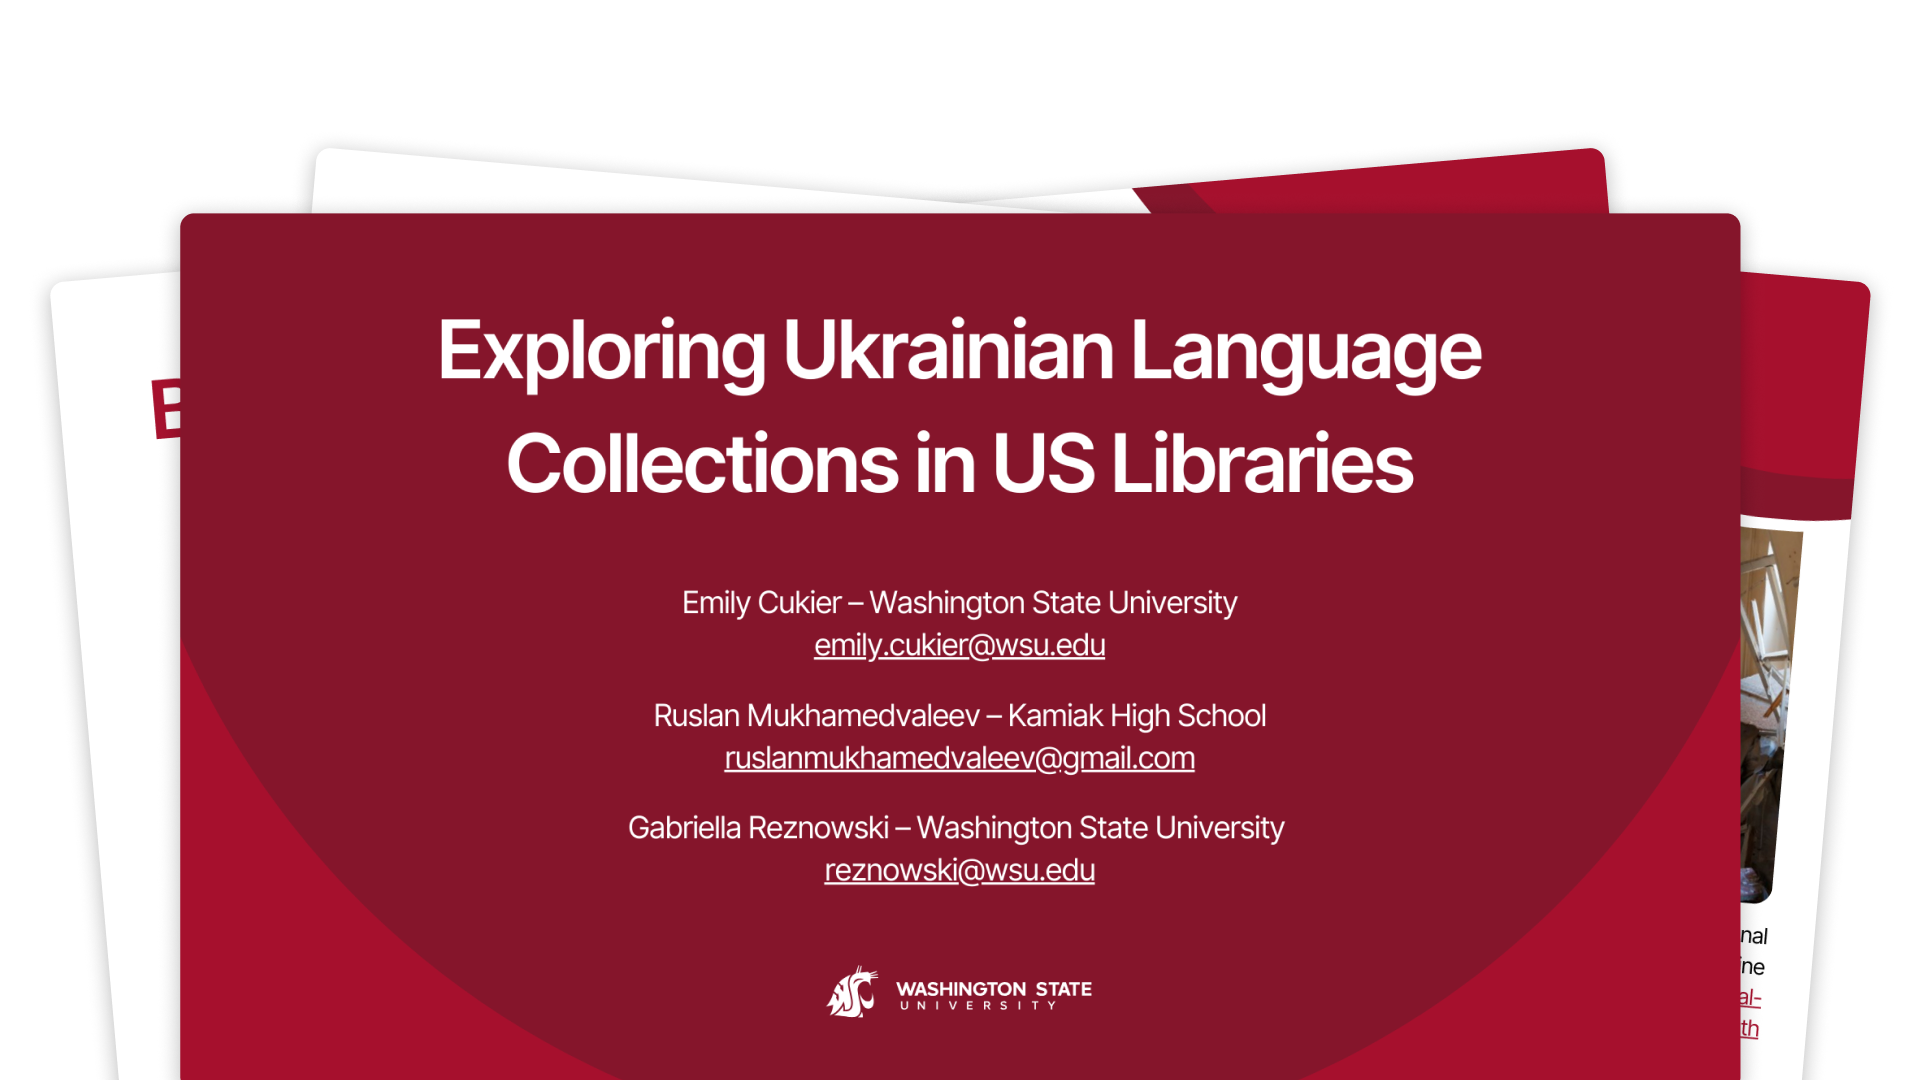 Exploring Ukrainian Language
Collections in US Libraries
Emily Cukier – Washington State University
emily.cukier@wsu.edu
Ruslan Mukhamedvaleev – Kamiak High School
ruslanmukhamedvaleev@gmail.com
Gabriella Reznowski – Washington State University
reznowski@wsu.edu
WASHINGTON STATE
UNIVERSITY